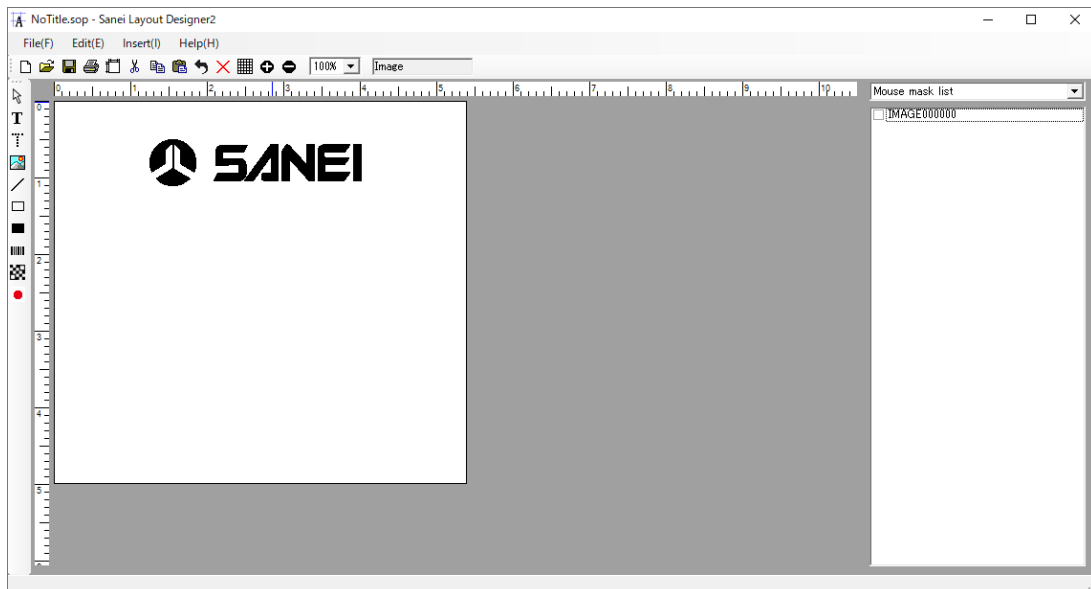 NoTitle.sop - Sanei Layout Designer2
File(F) Edit(E) Insert(I) Help(H)
100% Image
0 1 2 3 4 5 6 7 8 9 10
Mouse mask list
IMAGE000000
T
T
0
1
2
3
4
5
SANEI